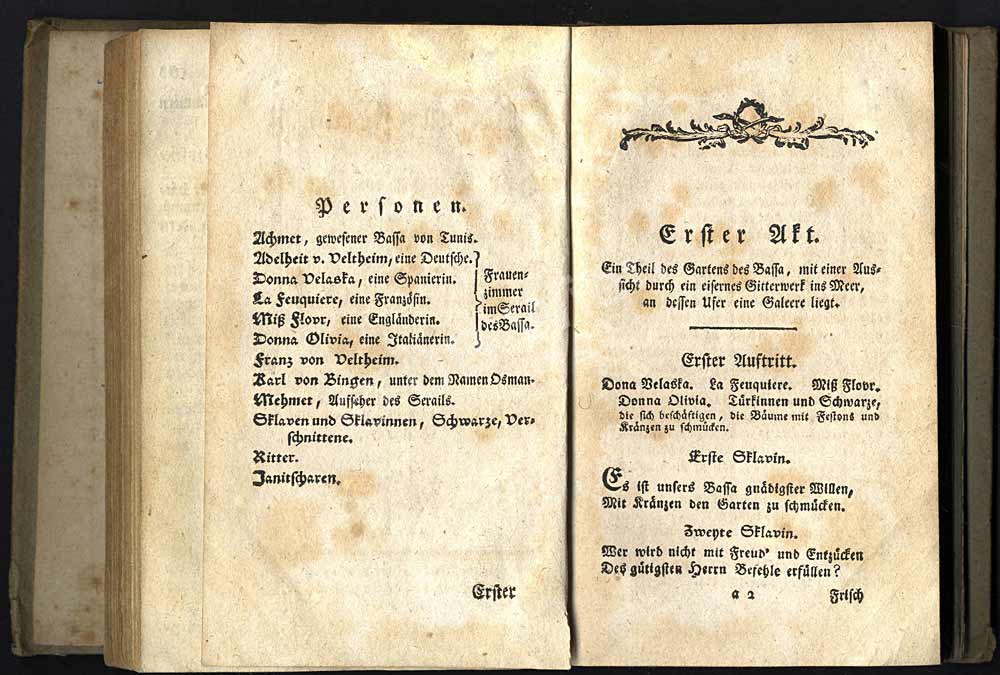 Personen.
Achmet, gewesener Bassa von Tunis.
Adelheit v. Veltheim, eine Deutsche.
Donna Velaska, eine Spanierin.
La Feuquiere, eine Französin.
Miß Flovr, eine Engländerin.
Donna Olivia, eine Italiänerin.
Frauen-
zimmer
im Serail
des Bassa.
Franz von Veltheim.
Karl von Bingen, unter dem Namen Osman.
Mehmet, Aufseher des Serails.
Sklaven und Sklavinnen, Schwarze, Ver-
schnittene.
Ritter.
Janitscharen.
Erster
Erster Akt.
Ein Theil des Gartens des Bassa, mit einer Aus-
sicht durch ein eisernes Gitterwerk ins Meer,
an dessen Ufer eine Galeere liegt.
Erster Auftritt.
Dona Velaska. La Feuquiere. Miß Flovr.
Donna Olivia. Türkinnen und Schwarze,
die sich beschäftigen, die Bäume mit Festons und
Kränzen zu schmücken.
Erste Sklavin.
Es ist unsers Bassa gnädigster Willen,
Mit Kränzen den Garten zu schmücken.
Zweyte Sklavin.
Wer wird nicht mit Freud' und Entzücken
Des gütigsten Herrn Befehle erfüllen?
a 2
Frisch